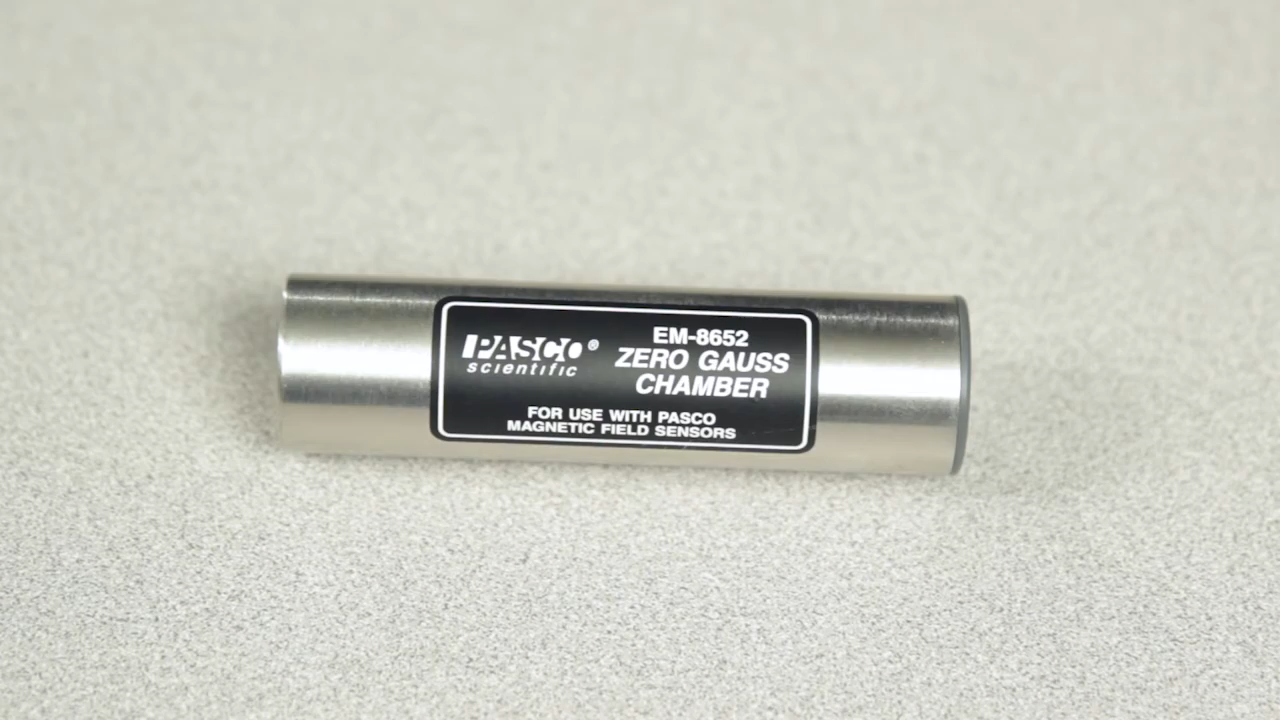 PASCO®
scientific
EM-8652
ZERO GAUSS
CHAMBER
FOR USE WITH PASCO
MAGNETIC FIELD SENSORS